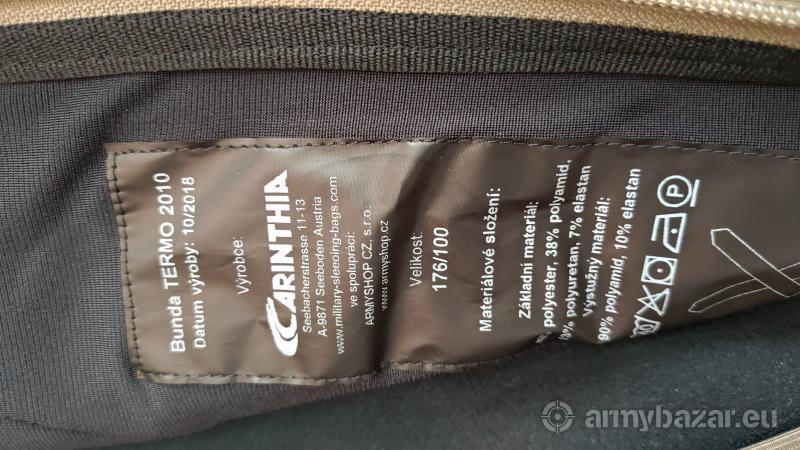 Bunda TERMO 2010
Datum výroby: 10/2018
Výrobce:
CARINTHIA
Seebacherstrasse 11-13
A-9871 Seeboden Austria
www.military-sleeping-bags.com
ve spolupráci:
ARMYSHOP CZ, s.r.o.
www.armyshop.cz
Velikost:
176/100
Materiálové složení:
Základní materiál:
polyester, 38% polyamid,
polyuretan, 7% elastan
Výstužný materiál:
90% polyamid, 10% elastan
P
armybazar.eu